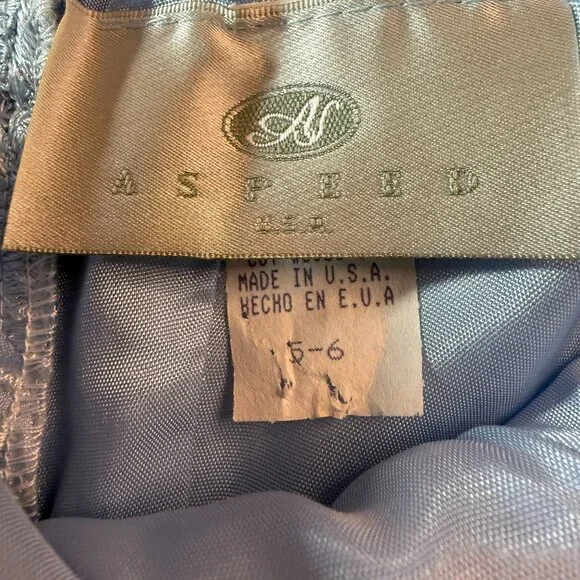 ASPEED
U.S.A.
MADE IN U.S.A.
HECHO EN E.U.A
5-6